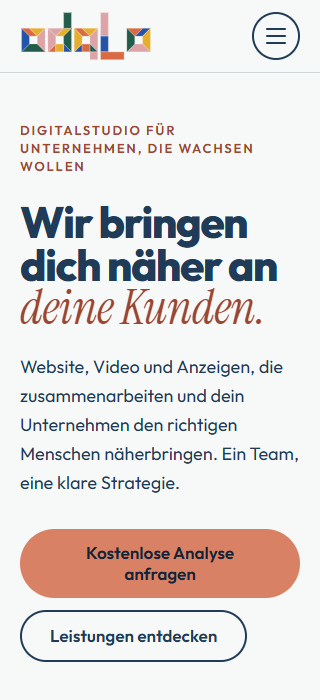 adalo
DIGITALSTUDIO FÜR
UNTERNEHMEN, DIE WACHSEN
WOLLEN
Wir bringen
dich näher an
deine Kunden.
Website, Video und Anzeigen, die
zusammenarbeiten und dein
Unternehmen den richtigen
Menschen näherbringen. Ein Team,
eine klare Strategie.
Kostenlose Analyse
anfragen
Leistungen entdecken